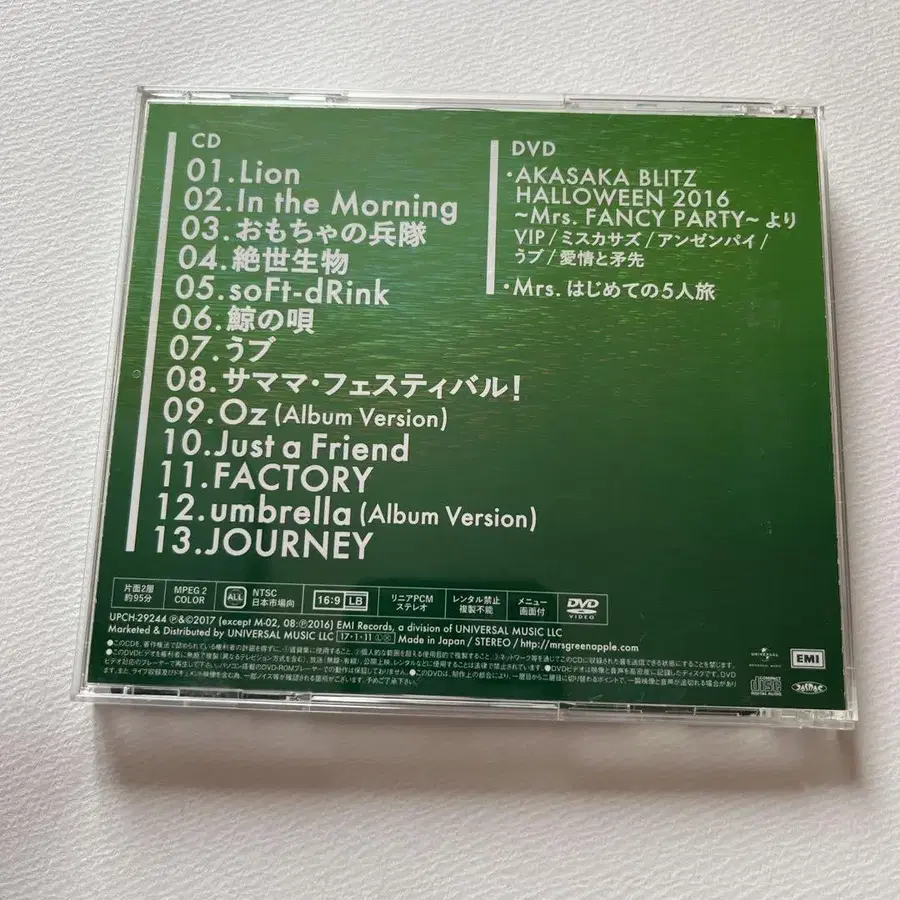 CD
01.Lion
02.In the Morning
03.おもちゃの兵隊
04.絶世生物
05.soFt-dRink
06.鯨の唄
07.うブ
08.サママ・フェスティバル!
09.Oz (Album Version)
10.Just a Friend
11.FACTORY
12.umbrella (Album Version)
13.JOURNEY
DVD
・AKASAKA BLITZ
HALLOWEEN 2016
~Mrs. FANCY PARTY~ より
VIP / ミスカサズ / アンゼンパイ /
うブ / 愛情と矛先
・Mrs. はじめての5人旅
片面2層
約95分
MPEG 2
COLOR
ALL
NTSC
日本市場向
16:9 LB
リニアPCM
ステレオ
レンタル禁止
複製不能
メニュー
画面付
DVD
VIDEO
UPCH-29244 ℗&©2017 (except M-02, 08:℗2016) EMI Records, a division of UNIVERSAL MUSIC LLC
Marketed & Distributed by UNIVERSAL MUSIC LLC 17・1・11 Made in Japan / STEREO / http://mrsgreenapple.com
UNIVERSAL
EMI
COMPACT
disc
DIGITAL AUDIO
JASRAC